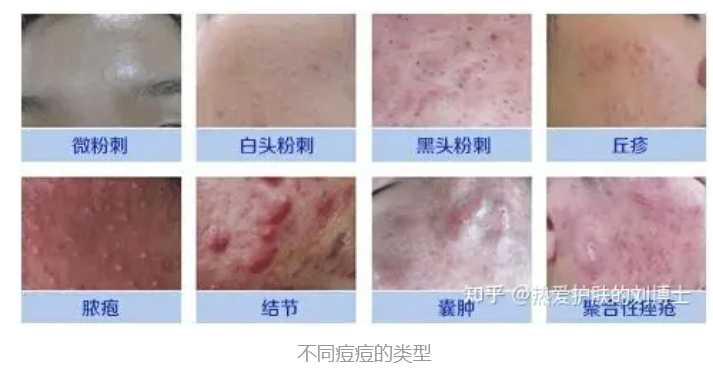 微粉刺
白头粉刺
黑头粉刺
丘疹
脓疱
结节
囊肿
聚合性痤疮
知乎 @热爱护肤的刘博士
不同痘痘的类型